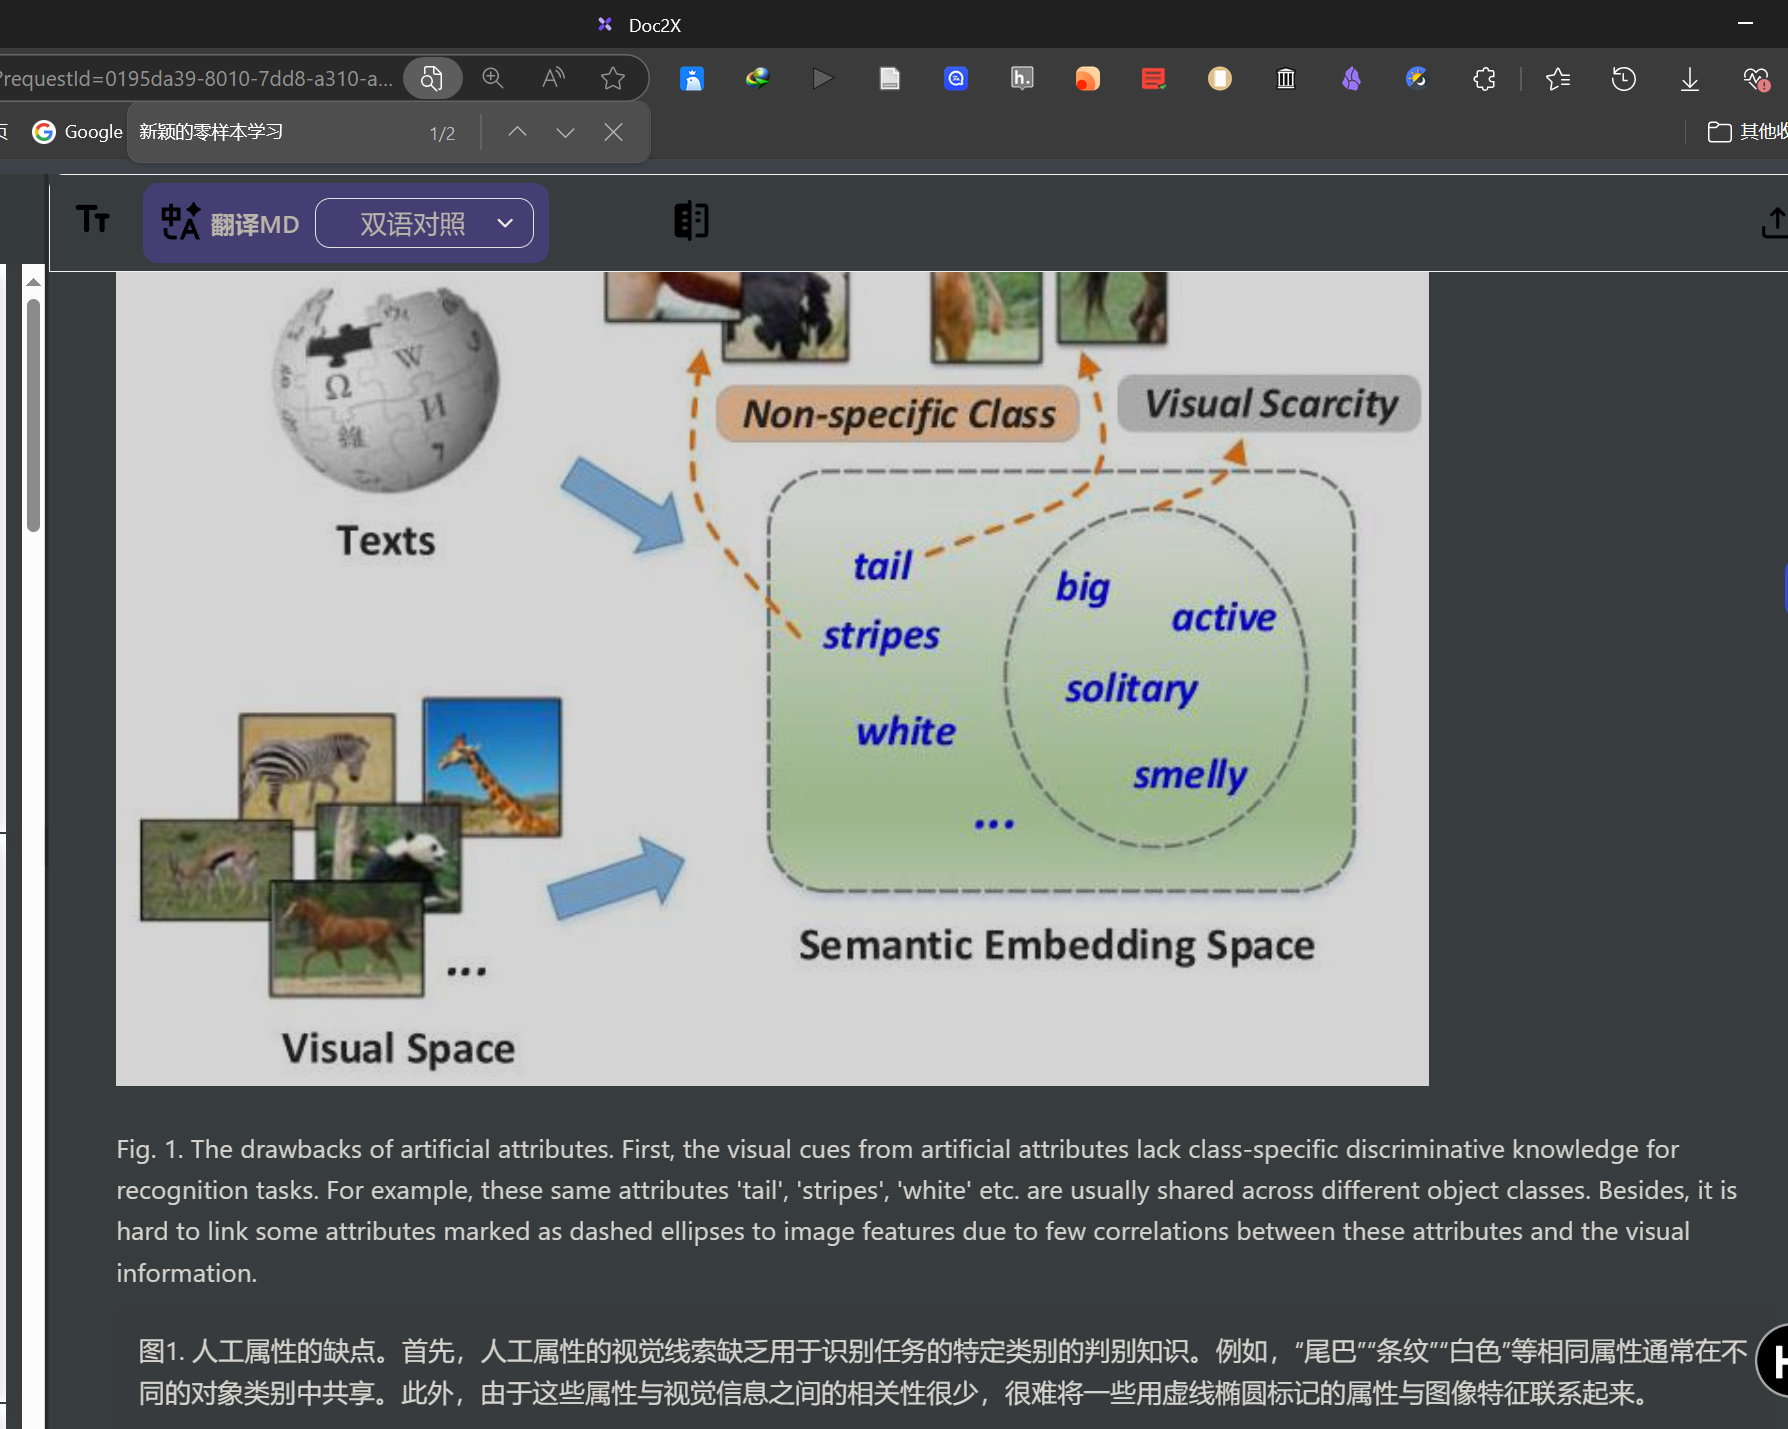 Doc2X
?requestId=0195da39-8010-7dd8-a310-a...
Google
新颖的零样本学习
1/2
其他收
翻译MD
双语对照
Texts
Non-specific Class
Visual Scarcity
tail
big
active
stripes
solitary
white
smelly
...
...
Semantic Embedding Space
Visual Space
Fig. 1. The drawbacks of artificial attributes. First, the visual cues from artificial attributes lack class-specific discriminative knowledge for
recognition tasks. For example, these same attributes 'tail', 'stripes', 'white' etc. are usually shared across different object classes. Besides, it is
hard to link some attributes marked as dashed ellipses to image features due to few correlations between these attributes and the visual
information.
图1. 人工属性的缺点。首先，人工属性的视觉线索缺乏用于识别任务的特定类别的判别知识。例如，“尾巴”“条纹”“白色”等相同属性通常在不
同的对象类别中共享。此外，由于这些属性与视觉信息之间的相关性很少，很难将一些用虚线椭圆标记的属性与图像特征联系起来。